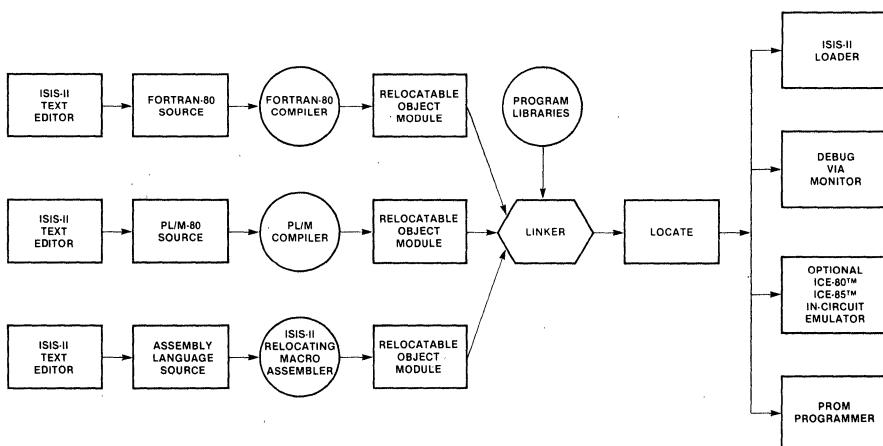 ISIS-II
TEXT
EDITOR
FORTRAN-80
SOURCE
FORTRAN-80
COMPILER
RELOCATABLE
OBJECT
MODULE
PROGRAM
LIBRARIES
ISIS-II
TEXT
EDITOR
PL/M-80
SOURCE
PL/M
COMPILER
RELOCATABLE
OBJECT
MODULE
LINKER
LOCATE
ISIS-II
TEXT
EDITOR
ASSEMBLY
LANGUAGE
SOURCE
ISIS-II
RELOCATING
MACRO
ASSEMBLER
RELOCATABLE
OBJECT
MODULE
ISIS-II
LOADER
DEBUG
VIA
MONITOR
OPTIONAL
ICE-80™
ICE-85™
IN-CIRCUIT
EMULATOR
PROM
PROGRAMMER